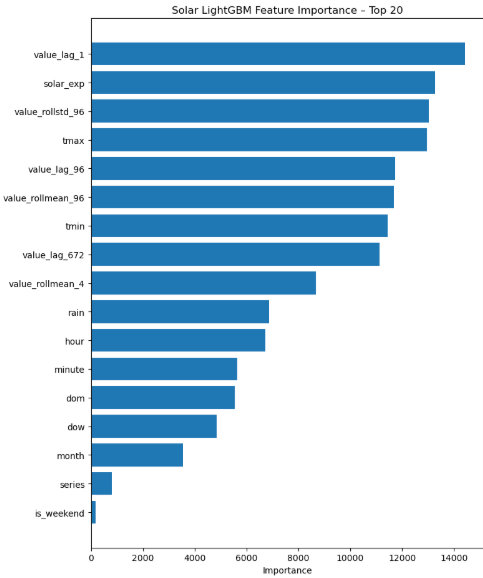 Solar LightGBM Feature Importance – Top 20
value_lag_1
solar_exp
value_rollstd_96
tmax
value_lag_96
value_rollmean_96
tmin
value_lag_672
value_rollmean_4
rain
hour
minute
dom
dow
month
series
is_weekend
0 2000 4000 6000 8000 10000 12000 14000
Importance